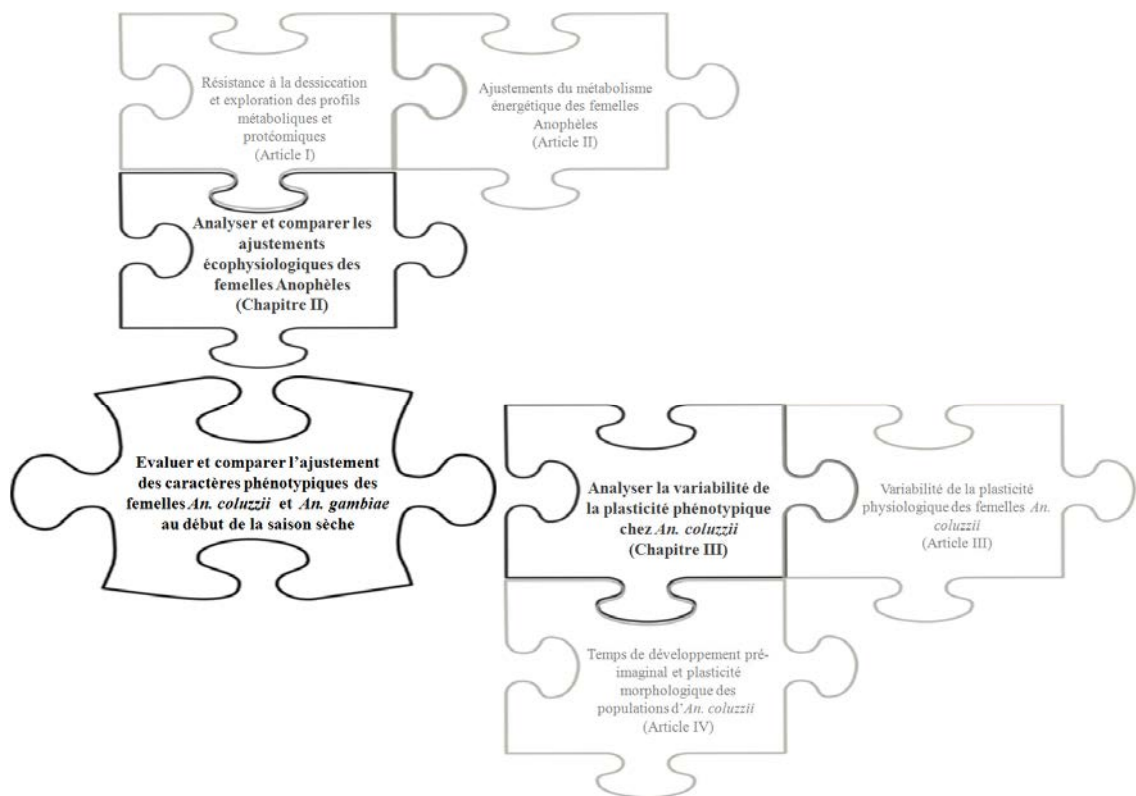 Résistance à la dessiccation
et exploration des profils
métaboliques et
protéomiques
(Article I)
Ajustements du métabolisme
énergétique des femelles
Anophèles
(Article II)
Analyser et comparer les
ajustements
écophysiologiques des
femelles Anophèles
(Chapitre II)
Evaluer et comparer l'ajustement
des caractères phénotypiques des
femelles An. coluzzii et An. gambiae
au début de la saison sèche
Analyser la variabilité de
la plasticité phénotypique
chez An. coluzzii
(Chapitre III)
Variabilité de la plasticité
physiologique des femelles An.
coluzzii
(Article III)
Temps de développement pré-
imaginal et plasticité
morphologique des
populations d'An. coluzzii
(Article IV)